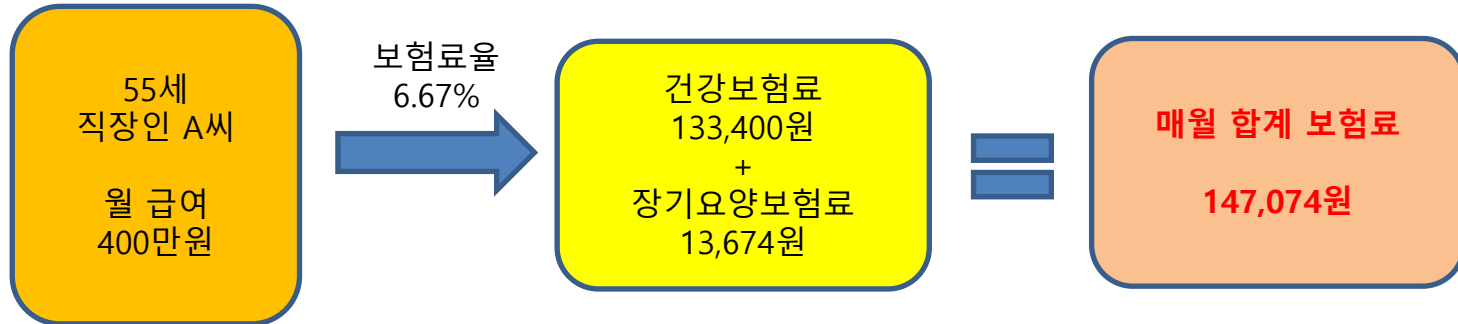 55세
직장인 A씨
월 급여
400만원
보험료율
6.67%
건강보험료
133,400원
+
장기요양보험료
13,674원
매월 합계 보험료
147,074원